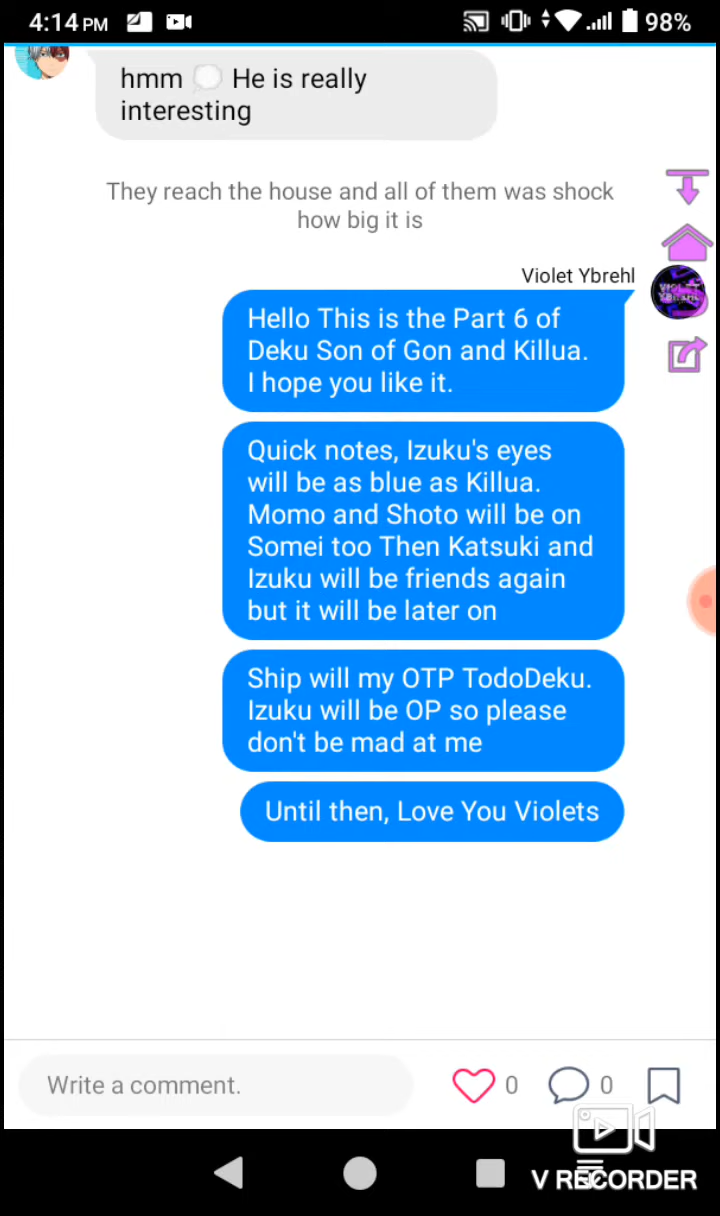 4:14 PM 98%
hmm 💭 He is really
interesting
They reach the house and all of them was shock
how big it is
Violet Ybrehl
VIOLET
YBREHL
Hello This is the Part 6 of
Deku Son of Gon and Killua.
I hope you like it.
Quick notes, Izuku's eyes
will be as blue as Killua.
Momo and Shoto will be on
Somei too Then Katsuki and
Izuku will be friends again
but it will be later on
Ship will my OTP TodoDeku.
Izuku will be OP so please
don't be mad at me
Until then, Love You Violets
Write a comment. 0 0
V RECORDER